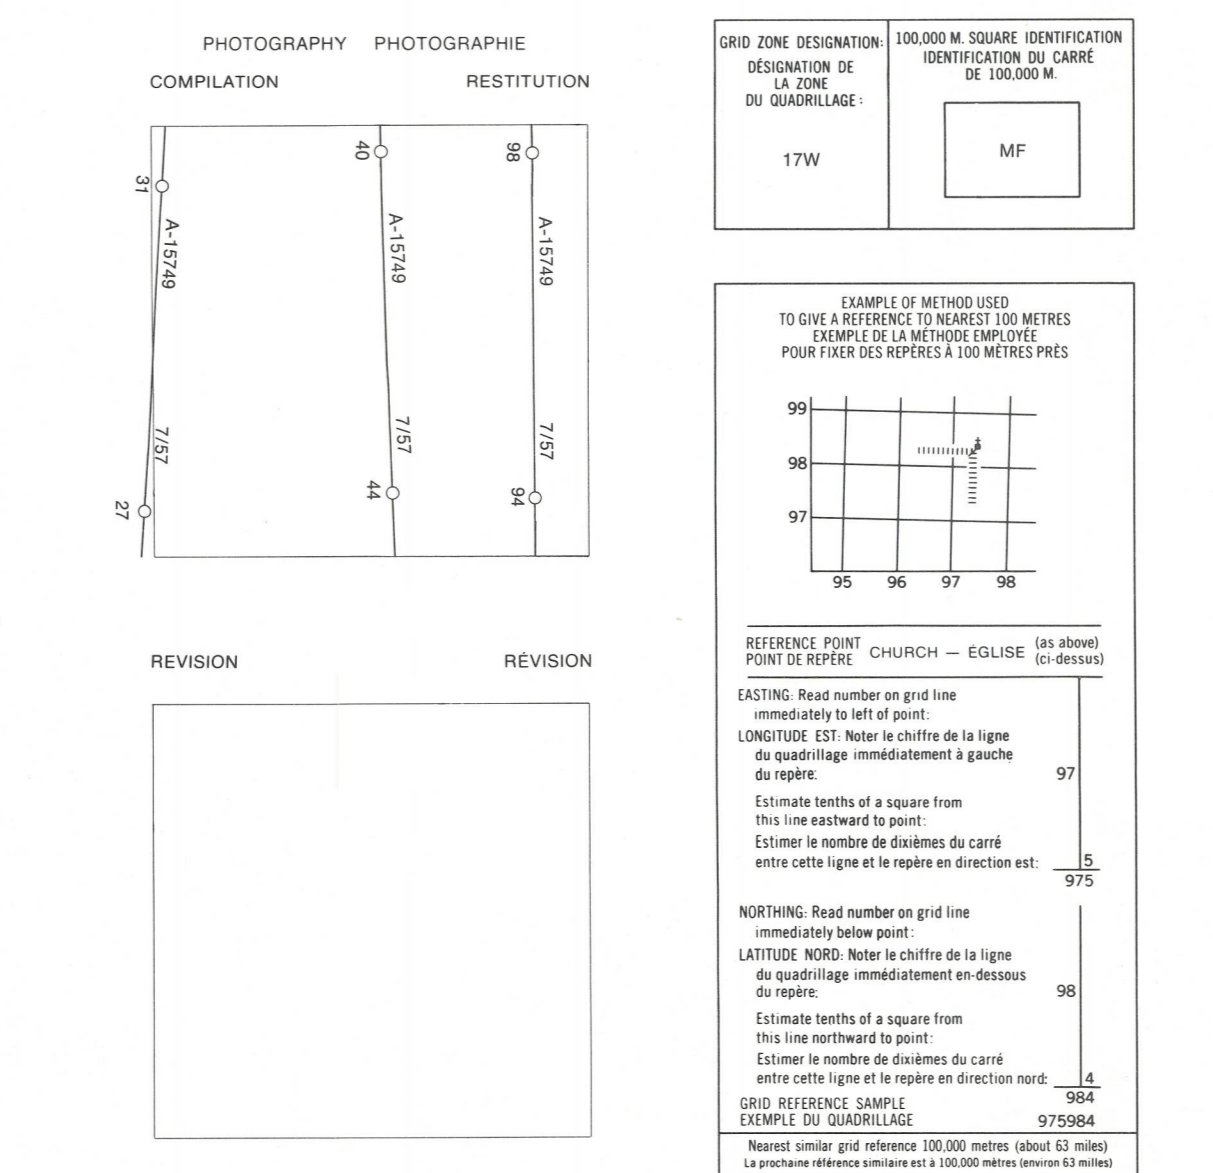 PHOTOGRAPHY PHOTOGRAPHIE
COMPILATION RESTITUTION
31
A-15749
7/57
27
40
A-15749
7/57
44
98
A-15749
7/57
94
REVISION RÉVISION
GRID ZONE DESIGNATION:
DÉSIGNATION DE
LA ZONE
DU QUADRILLAGE:
17W
100,000 M. SQUARE IDENTIFICATION
IDENTIFICATION DU CARRÉ
DE 100,000 M.
MF
EXAMPLE OF METHOD USED
TO GIVE A REFERENCE TO NEAREST 100 METRES
EXEMPLE DE LA MÉTHODE EMPLOYÉE
POUR FIXER DES REPÈRES À 100 MÈTRES PRÈS
99
98
97
95 96 97 98
REFERENCE POINT
POINT DE REPÈRE
CHURCH — ÉGLISE
(as above)
(ci-dessus)
EASTING: Read number on grid line
immediately to left of point:
LONGITUDE EST: Noter le chiffre de la ligne
du quadrillage immédiatement à gauche
du repère: 97
Estimate tenths of a square from
this line eastward to point:
Estimer le nombre de dixièmes du carré
entre cette ligne et le repère en direction est: 5
975
NORTHING: Read number on grid line
immediately below point:
LATITUDE NORD: Noter le chiffre de la ligne
du quadrillage immédiatement en-dessous
du repère: 98
Estimate tenths of a square from
this line northward to point:
Estimer le nombre de dixièmes du carré
entre cette ligne et le repère en direction nord: 4
984
GRID REFERENCE SAMPLE
EXEMPLE DU QUADRILLAGE 975984
Nearest similar grid reference 100,000 metres (about 63 miles)
La prochaine référence similaire est à 100,000 mètres (environ 63 milles)